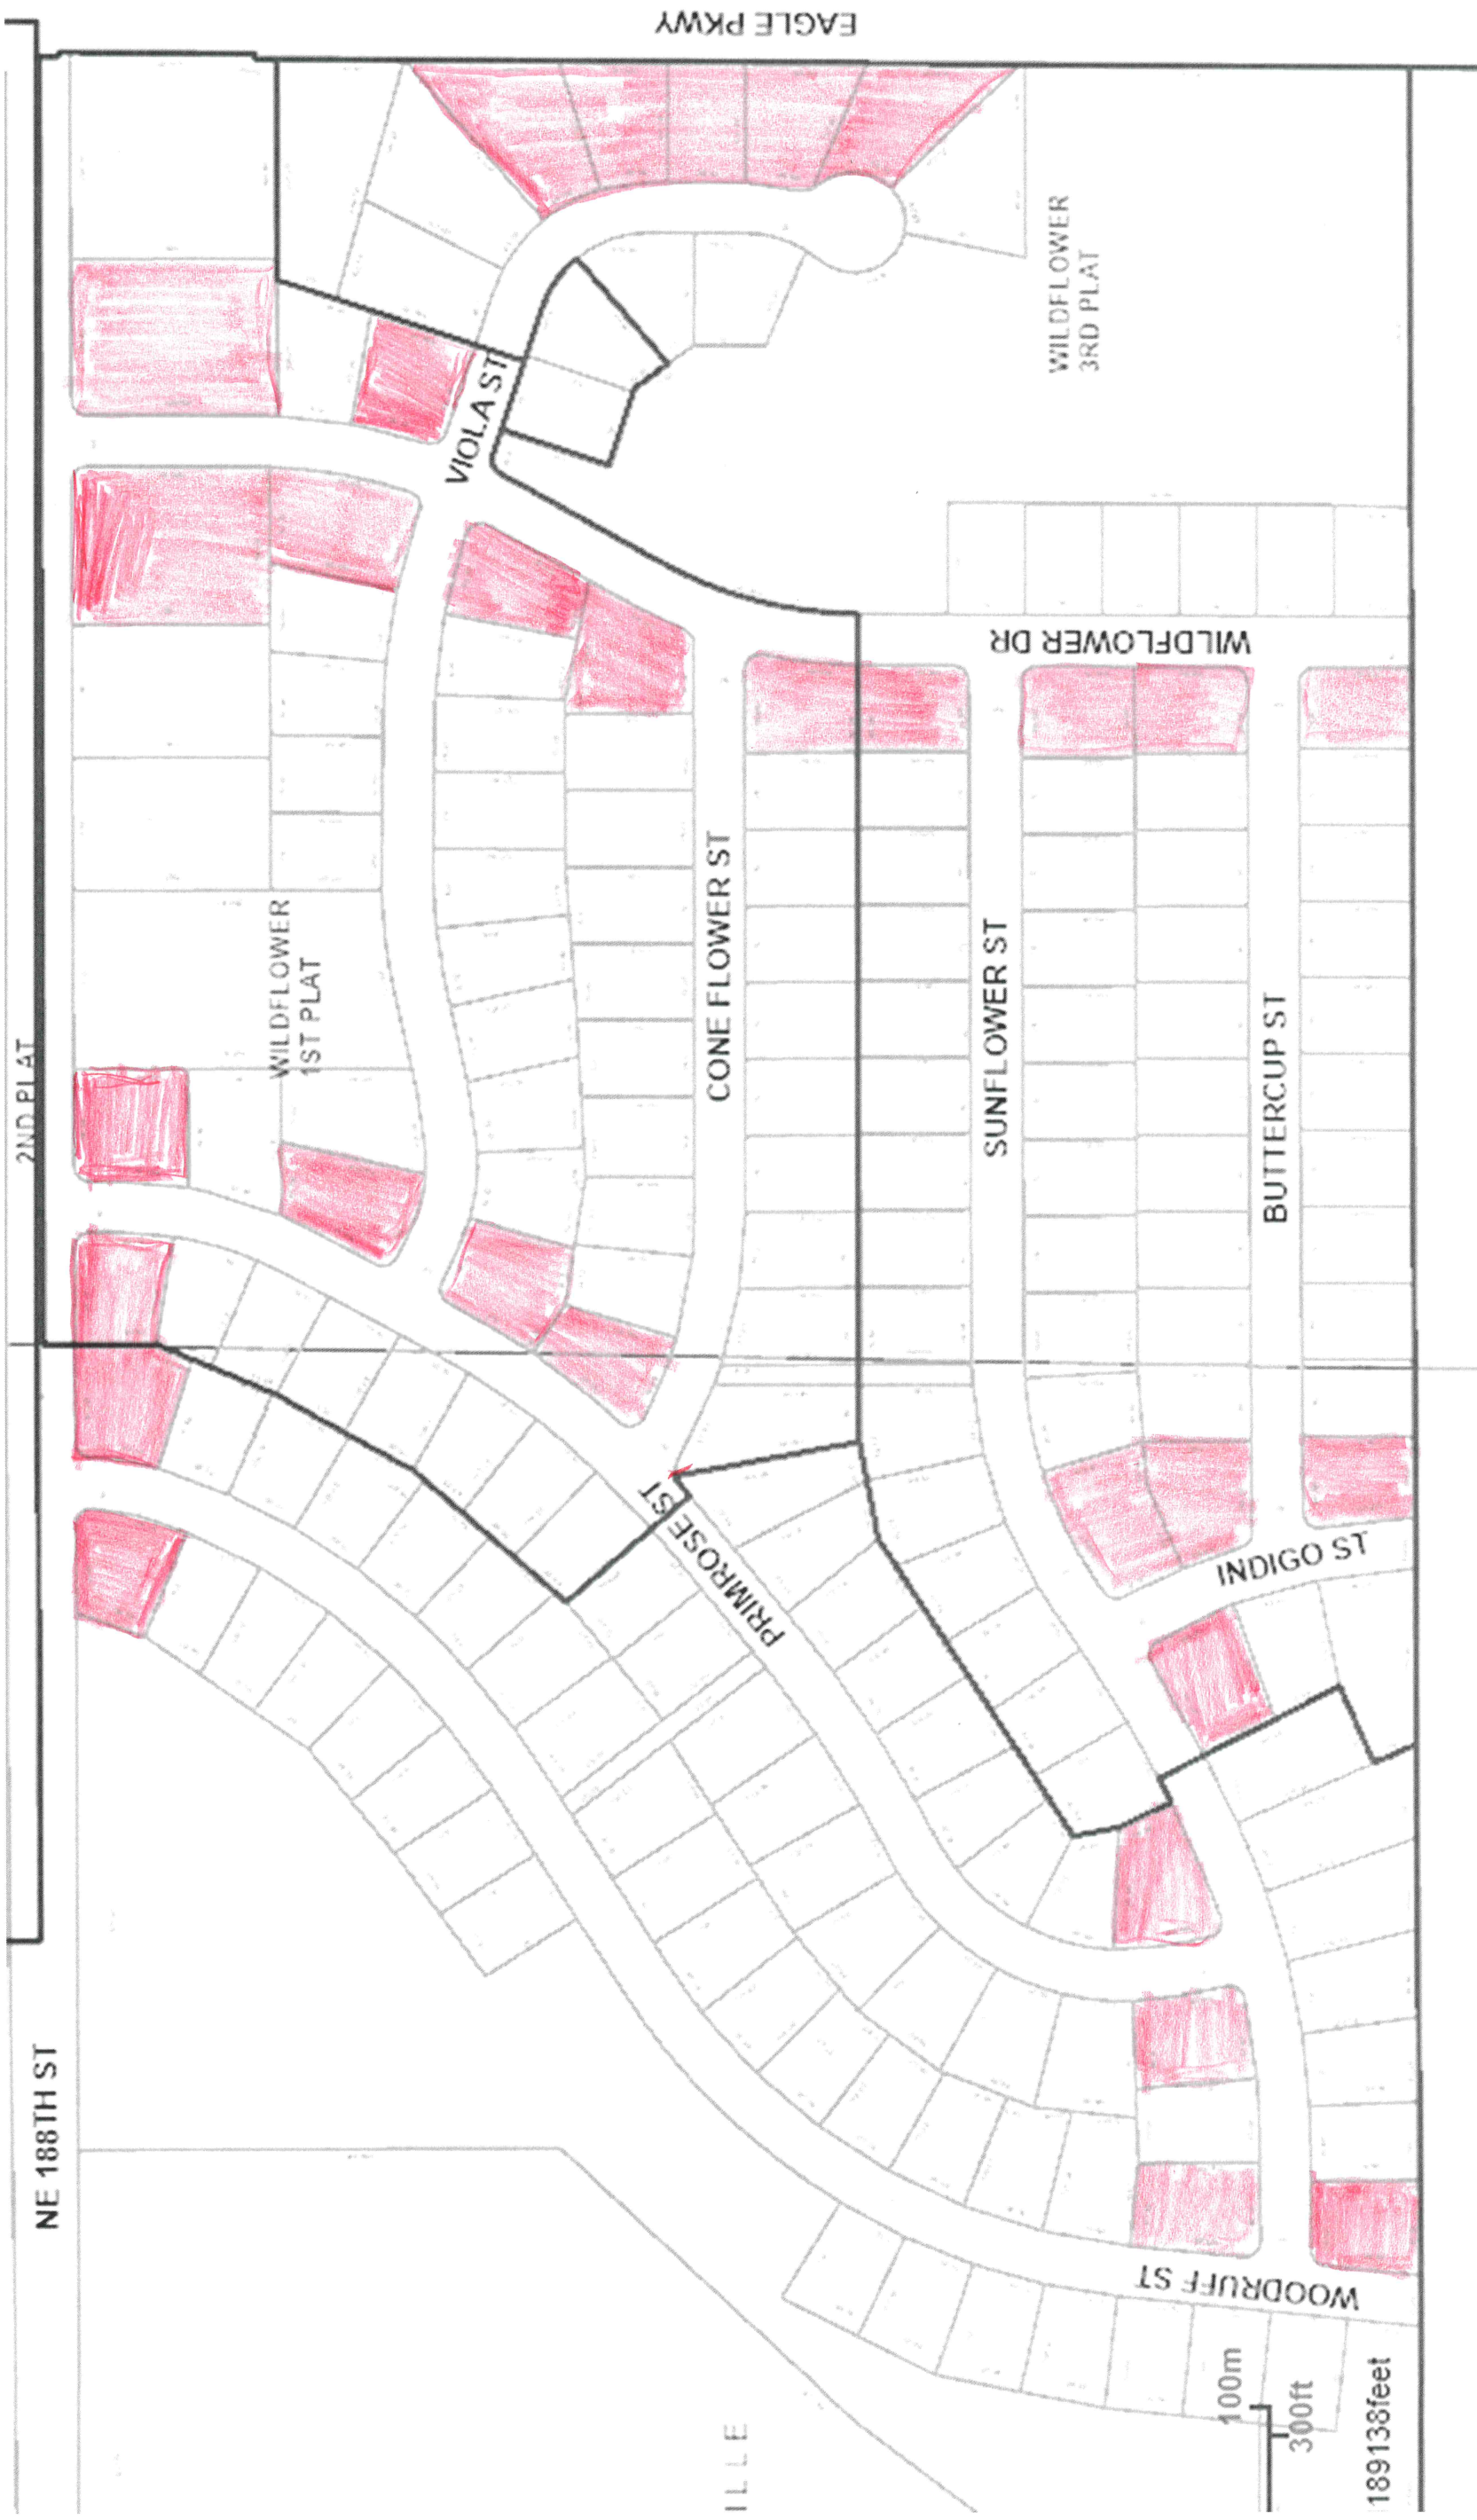 EAGLE PKWY
WILDFLOWER
3RD PLAT
VIOLA ST
WILDFLOWER DR
WILDFLOWER
1ST PLAT
2ND PLAT
CONE FLOWER ST
SUNFLOWER ST
BUTTERCUP ST
PRIMROSE ST
INDIGO ST
NE 188TH ST
WOODRUFF ST
ILLE
100m
300ft
189138feet